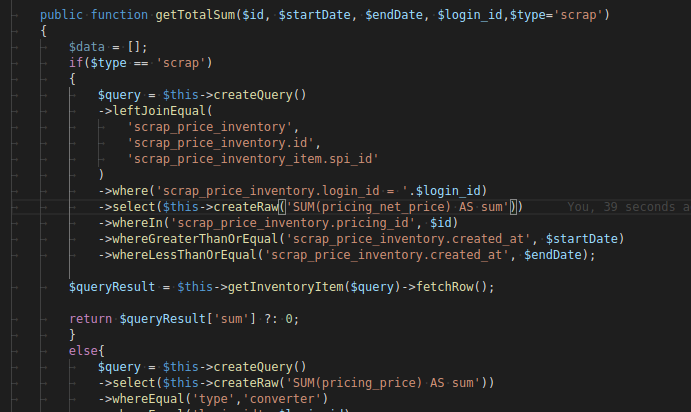 public function getTotalSum($id, $startDate, $endDate, $login_id,$type='scrap')
{
$data = [];
if($type == 'scrap')
{
$query = $this->createQuery()
->leftJoinEqual(
'scrap_price_inventory',
'scrap_price_inventory.id',
'scrap_price_inventory_item.spi_id'
)
->where('scrap_price_inventory.login_id = '.$login_id)
->select($this->createRaw('SUM(pricing_net_price) AS sum')) You, 39 seconds a
->whereIn('scrap_price_inventory.pricing_id', $id)
->whereGreaterThanOrEqual('scrap_price_inventory.created_at', $startDate)
->whereLessThanOrEqual('scrap_price_inventory.created_at', $endDate);
$queryResult = $this->getInventoryItem($query)->fetchRow();
return $queryResult['sum'] ?: 0;
}
else{
$query = $this->createQuery()
->select($this->createRaw('SUM(pricing_price) AS sum'))
->whereEqual('type','converter')